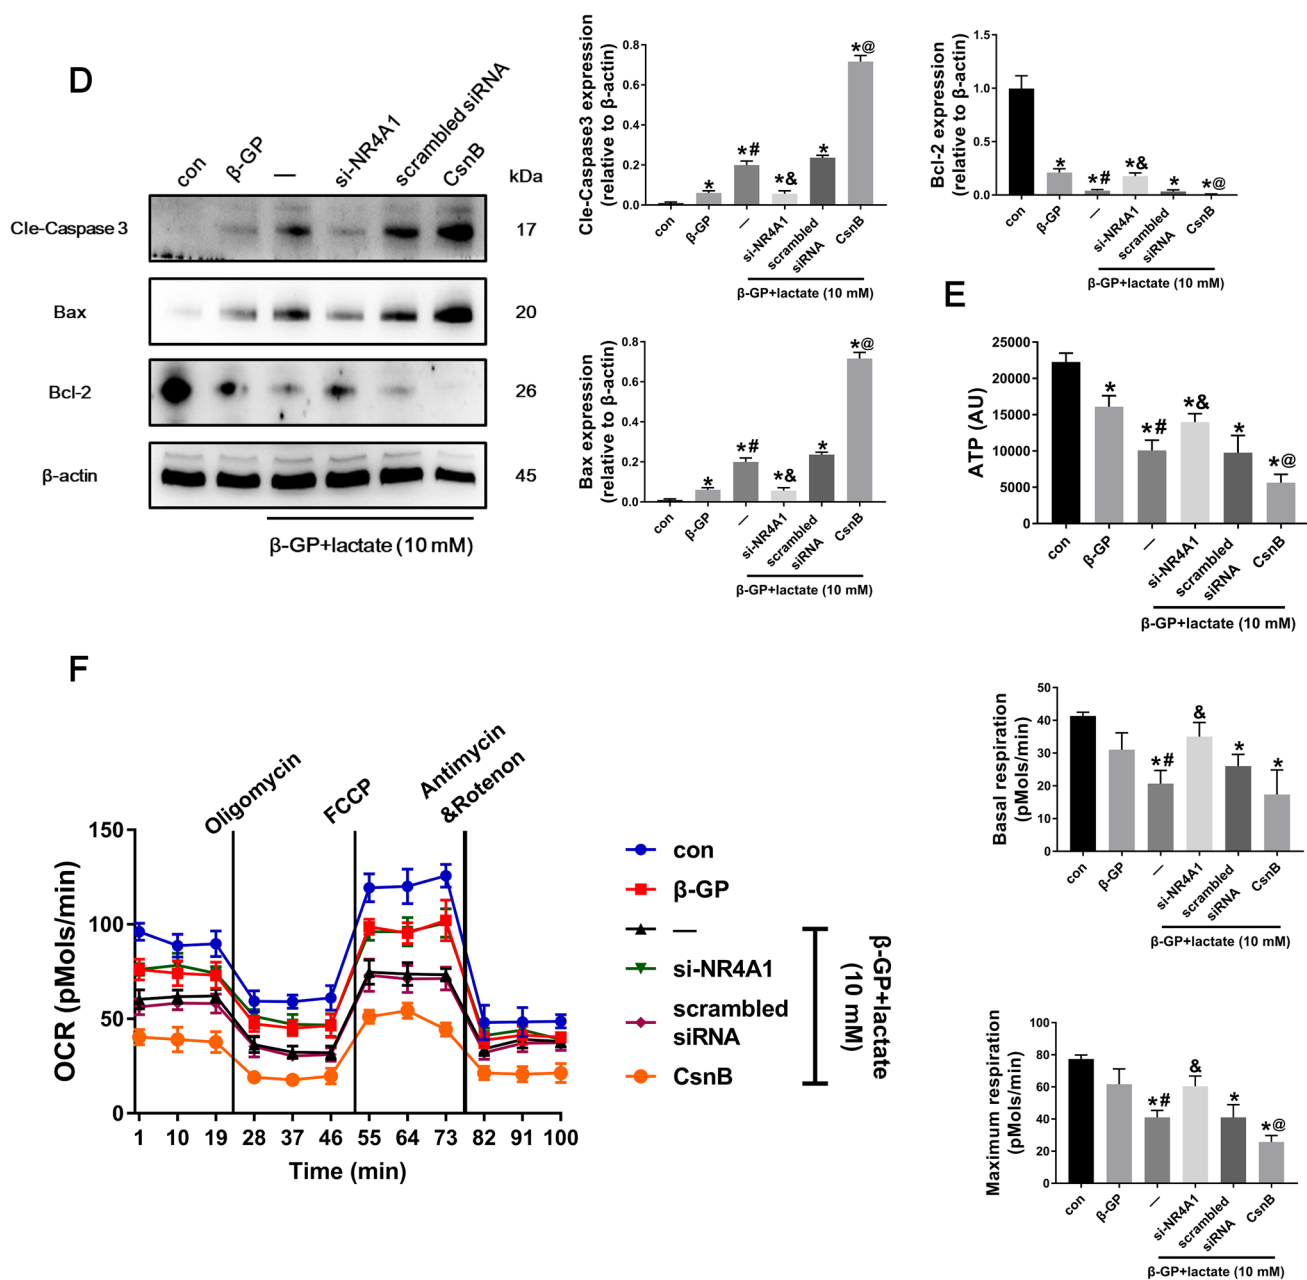 D
con
β-GP
—
si-NR4A1
scrambled siRNA
CsnB
kDa
Cle-Caspase 3
17
Bax
20
Bcl-2
26
β-actin
45
β-GP+lactate (10 mM)
Cle-Caspase3 expression
(relative to β-actin)
0.8
0.6
0.4
0.2
0.0
*
*#
*&
*
*@
con
β-GP
—
si-NR4A1
scrambled
siRNA
CsnB
β-GP+lactate (10 mM)
Bcl-2 expression
(relative to β-actin)
1.5
1.0
0.5
0.0
*
*#
*&
*
*@
con
β-GP
—
si-NR4A1
scrambled
siRNA
CsnB
β-GP+lactate (10 mM)
Bax expression
(relative to β-actin)
0.8
0.6
0.4
0.2
0.0
*
*#
*&
*
*@
con
β-GP
—
si-NR4A1
scrambled
siRNA
CsnB
β-GP+lactate (10 mM)
E
ATP (AU)
25000
20000
15000
10000
5000
0
*
*#
*&
*
*@
con
β-GP
—
si-NR4A1
scrambled
siRNA
CsnB
β-GP+lactate (10 mM)
F
Oligomycin
FCCP
Antimycin
&Rotenon
OCR (pMols/min)
150
100
50
0
1 10 19 28 37 46 55 64 73 82 91 100
Time (min)
con
β-GP
—
si-NR4A1
scrambled
siRNA
CsnB
β-GP+lactate
(10 mM)
Basal respiration
(pMols/min)
50
40
30
20
10
0
*#
&
*
*
con
β-GP
—
si-NR4A1
scrambled
siRNA
CsnB
β-GP+lactate (10 mM)
Maximum respiration
(pMols/min)
100
80
60
40
20
0
*#
&
*
*@
con
β-GP
—
si-NR4A1
scrambled
siRNA
CsnB
β-GP+lactate (10 mM)